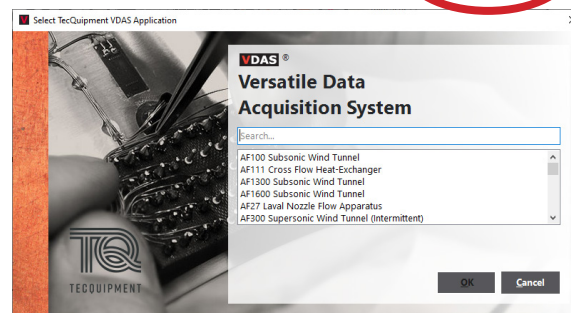 Select TecQuipment VDAS Application
VDAS ®
Versatile Data
Acquisition System
Search...
AF100 Subsonic Wind Tunnel
AF111 Cross Flow Heat-Exchanger
AF1300 Subsonic Wind Tunnel
AF1600 Subsonic Wind Tunnel
AF27 Laval Nozzle Flow Apparatus
AF300 Supersonic Wind Tunnel (Intermittent)
TQ
TECQUIPMENT
OK
Cancel